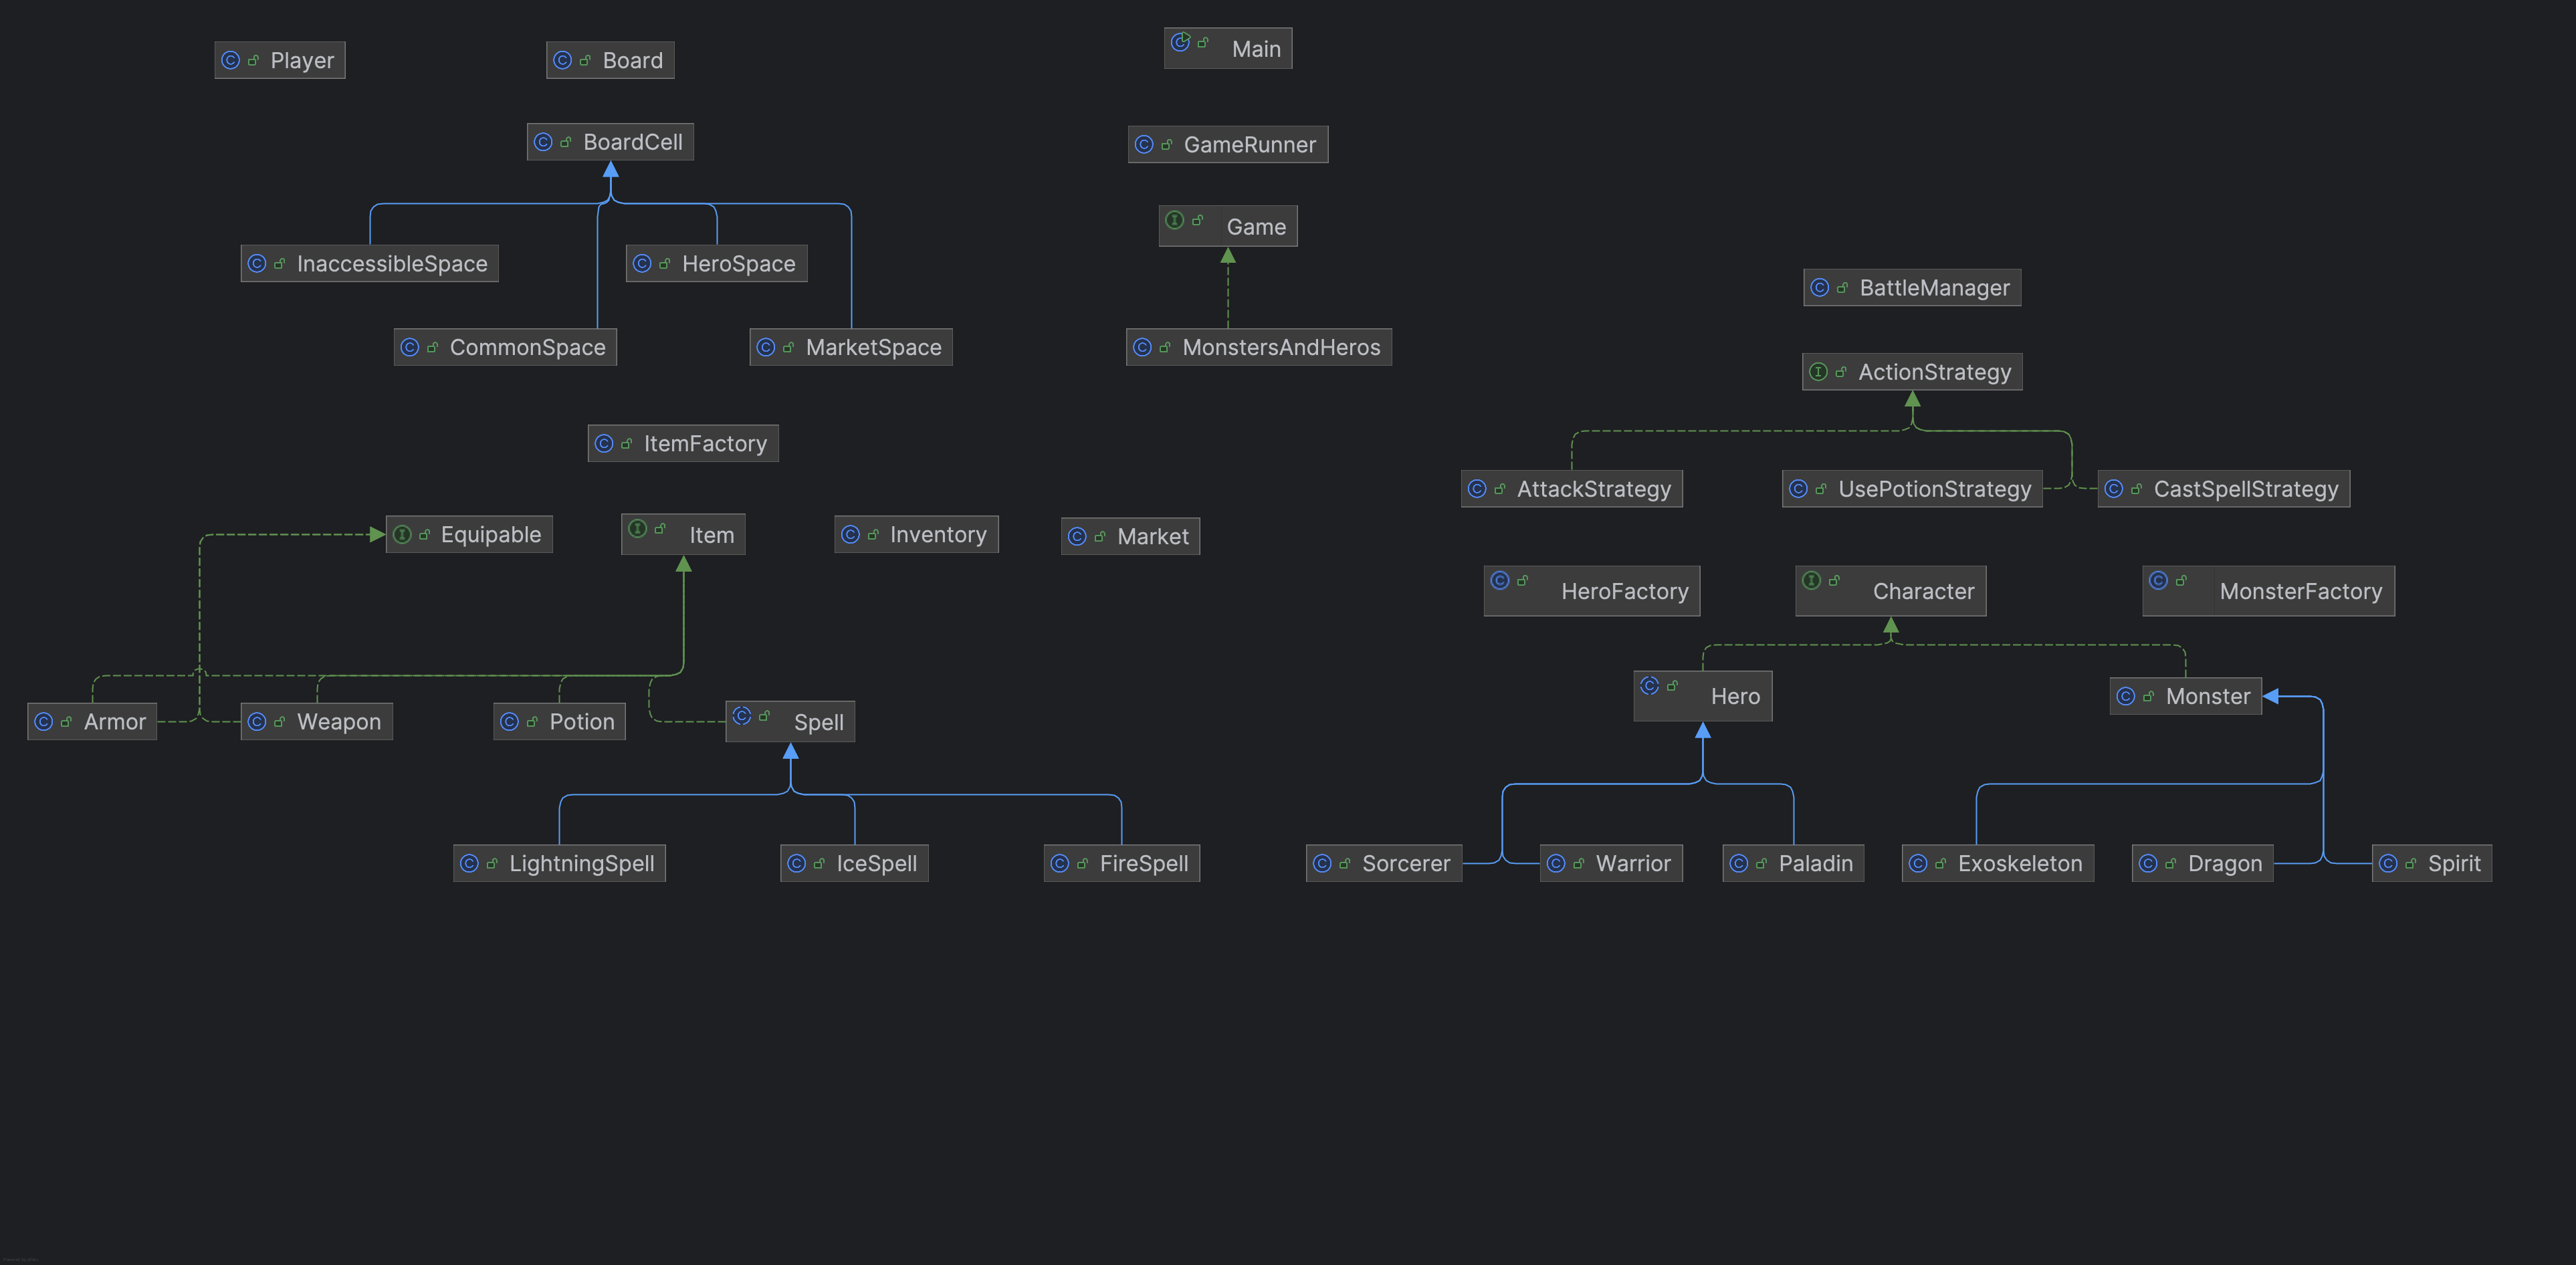 Player
Board
Main
BoardCell
GameRunner
Game
InaccessibleSpace
HeroSpace
BattleManager
CommonSpace
MarketSpace
MonstersAndHeros
ActionStrategy
ItemFactory
AttackStrategy
UsePotionStrategy
CastSpellStrategy
Equipable
Item
Inventory
Market
HeroFactory
Character
MonsterFactory
Hero
Monster
Armor
Weapon
Potion
Spell
LightningSpell
IceSpell
FireSpell
Sorcerer
Warrior
Paladin
Exoskeleton
Dragon
Spirit